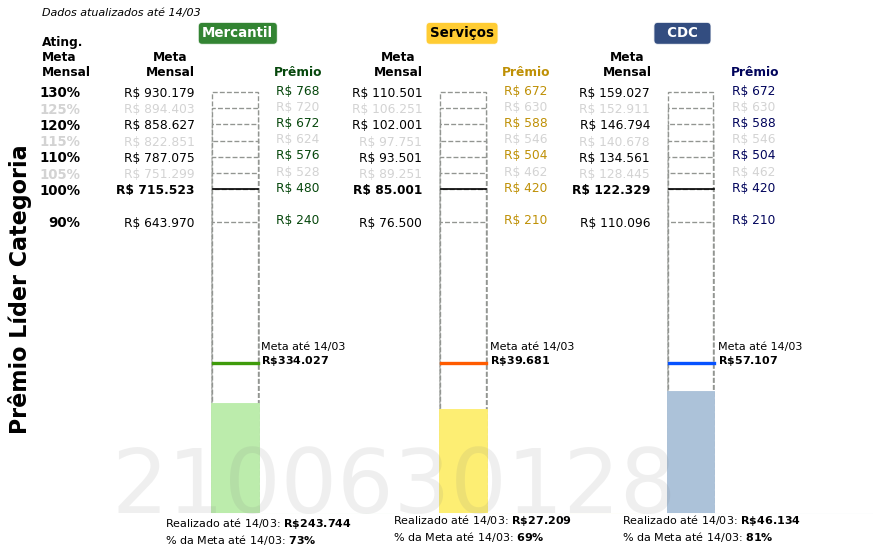 Dados atualizados até 14/03
Prêmio Líder Categoria
Mercantil Serviços CDC
Ating.
Meta Meta Meta Meta
Mensal Mensal Prêmio Mensal Prêmio Mensal Prêmio
130% R$ 930.179 R$ 768 R$ 110.501 R$ 672 R$ 159.027 R$ 672
125% R$ 894.403 R$ 720 R$ 106.251 R$ 630 R$ 152.911 R$ 630
120% R$ 858.627 R$ 672 R$ 102.001 R$ 588 R$ 146.794 R$ 588
115% R$ 822.851 R$ 624 R$ 97.751 R$ 546 R$ 140.678 R$ 546
110% R$ 787.075 R$ 576 R$ 93.501 R$ 504 R$ 134.561 R$ 504
105% R$ 751.299 R$ 528 R$ 89.251 R$ 462 R$ 128.445 R$ 462
100% R$ 715.523 R$ 480 R$ 85.001 R$ 420 R$ 122.329 R$ 420
90% R$ 643.970 R$ 240 R$ 76.500 R$ 210 R$ 110.096 R$ 210
Meta até 14/03 Meta até 14/03 Meta até 14/03
R$334.027 R$39.681 R$57.107
2100630128
Realizado até 14/03: R$243.744 Realizado até 14/03: R$27.209 Realizado até 14/03: R$46.134
% da Meta até 14/03: 73% % da Meta até 14/03: 69% % da Meta até 14/03: 81%